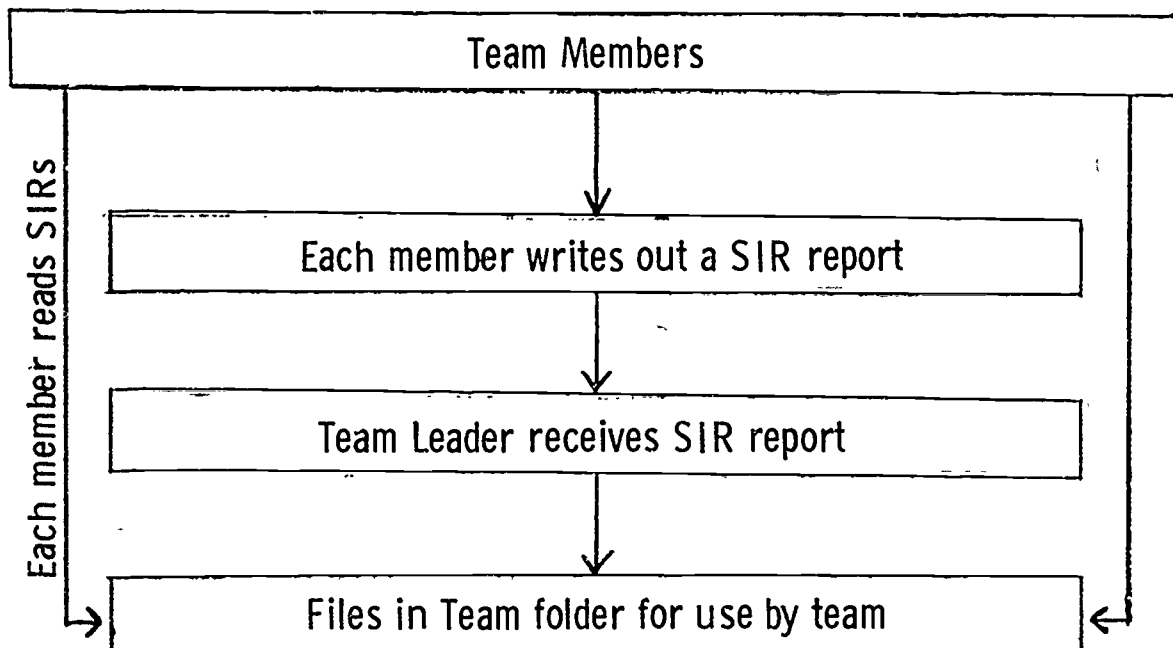 Team Members
Each member reads SIRs
Each member writes out a SIR report
Team Leader receives SIR report
Files in Team folder for use by team